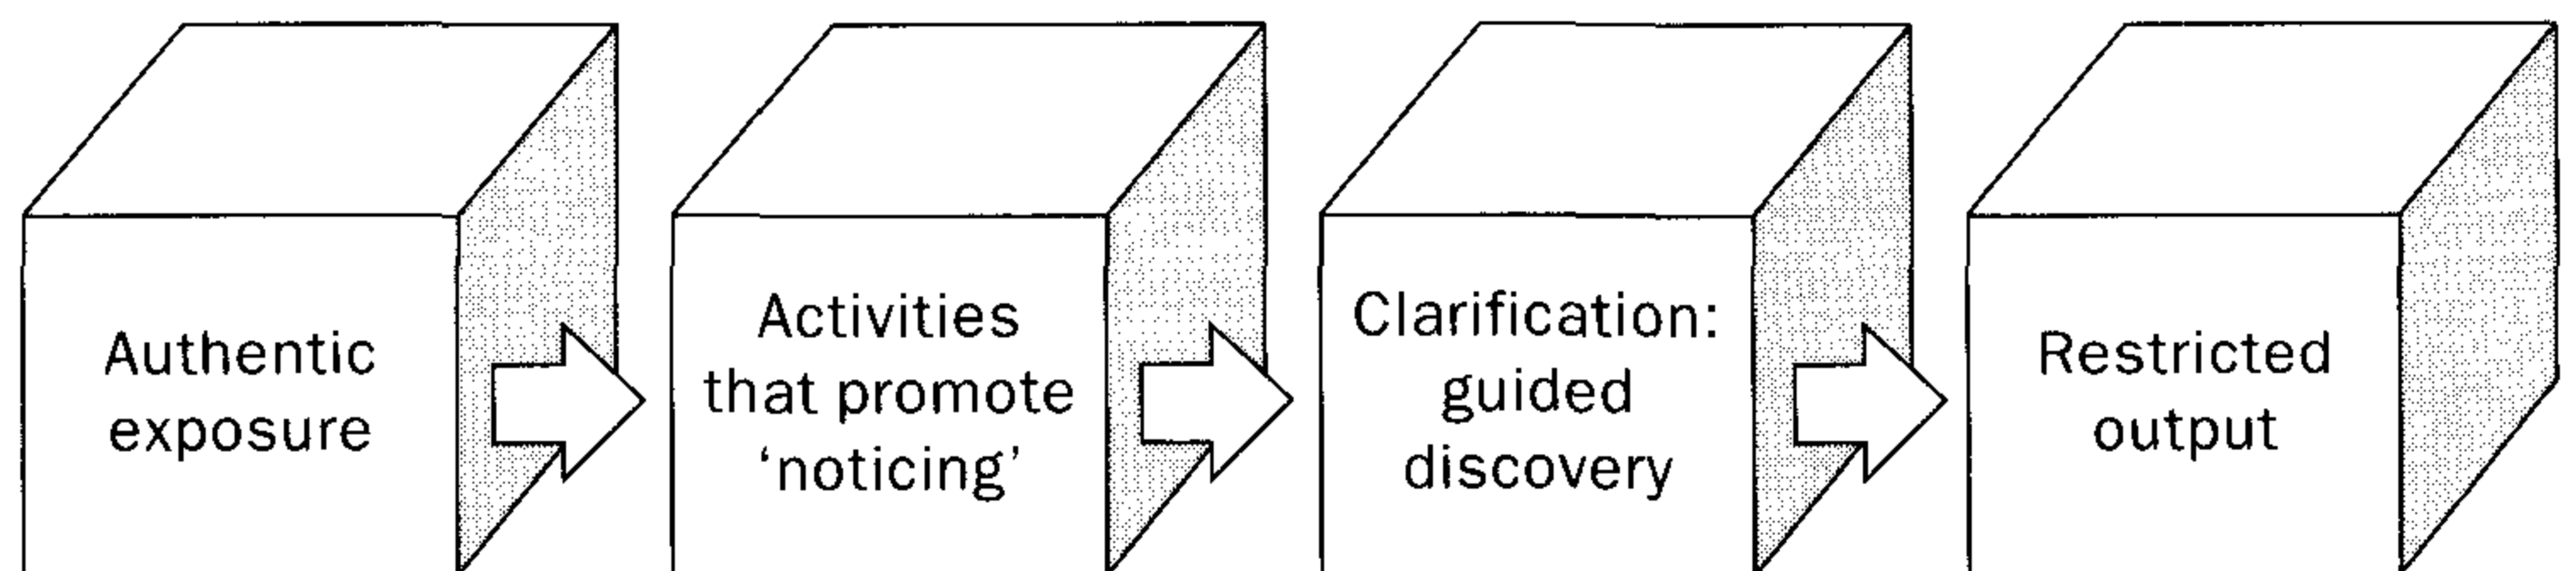 Authentic
exposure
Activities
that promote
‘noticing’
Clarification:
guided
discovery
Restricted
output